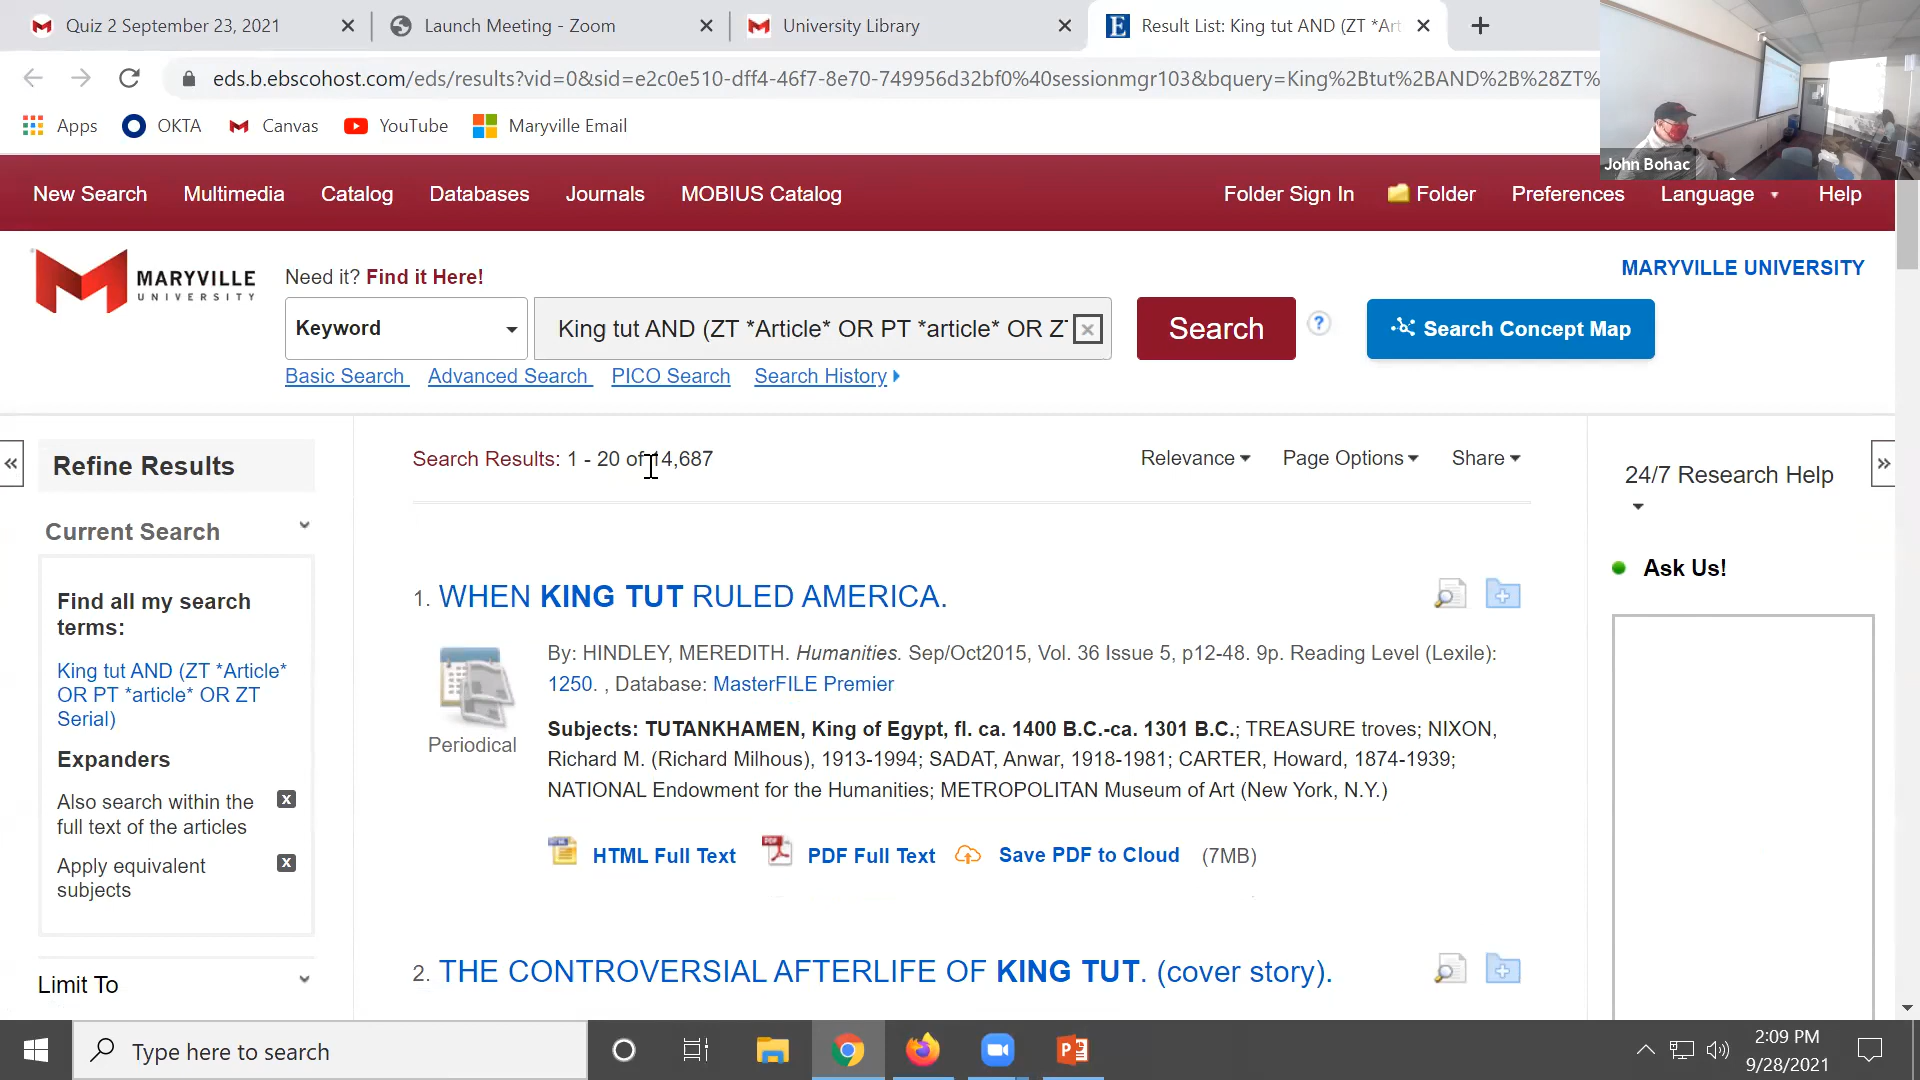 Quiz 2 September 23, 2021
Launch Meeting - Zoom
University Library
Result List: King tut AND (ZT *Art
eds.b.ebscohost.com/eds/results?vid=0&sid=e2c0e510-dff4-46f7-8e70-749956d32bf0%40sessionmgr103&bquery=King%2Btut%2BAND%2B%28ZT%
Apps
OKTA
Canvas
YouTube
Maryville Email
John Bohac
New Search
Multimedia
Catalog
Databases
Journals
MOBIUS Catalog
Folder Sign In
Folder
Preferences
Language
Help
MARYVILLE
UNIVERSITY
Need it? Find it Here!
MARYVILLE UNIVERSITY
Keyword
King tut AND (ZT *Article* OR PT *article* OR Z
Search
?
Search Concept Map
Basic Search
Advanced Search
PICO Search
Search History
Refine Results
Current Search
Find all my search
terms:
King tut AND (ZT *Article*
OR PT *article* OR ZT
Serial)
Expanders
Also search within the
full text of the articles
Apply equivalent
subjects
Limit To
Search Results: 1 - 20 of 14,687
Relevance
Page Options
Share
1. WHEN KING TUT RULED AMERICA.
Periodical
By: HINDLEY, MEREDITH. Humanities. Sep/Oct2015, Vol. 36 Issue 5, p12-48. 9p. Reading Level (Lexile):
1250. , Database: MasterFILE Premier
Subjects: TUTANKHAMEN, King of Egypt, fl. ca. 1400 B.C.-ca. 1301 B.C.; TREASURE troves; NIXON,
Richard M. (Richard Milhous), 1913-1994; SADAT, Anwar, 1918-1981; CARTER, Howard, 1874-1939;
NATIONAL Endowment for the Humanities; METROPOLITAN Museum of Art (New York, N.Y.)
HTML Full Text
PDF Full Text
Save PDF to Cloud
(7MB)
2. THE CONTROVERSIAL AFTERLIFE OF KING TUT. (cover story).
24/7 Research Help
Ask Us!
Type here to search
2:09 PM
9/28/2021